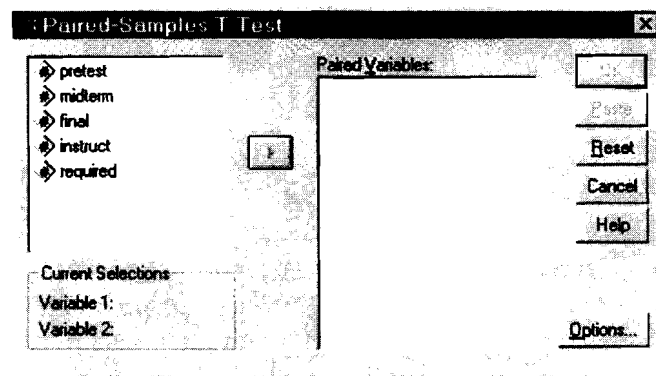 Paired-Samples T Test
pretest
midterm
final
instruct
required
Current Selections
Variable 1:
Variable 2:
Paired Variables:
OK
Paste
Reset
Cancel
Help
Options...